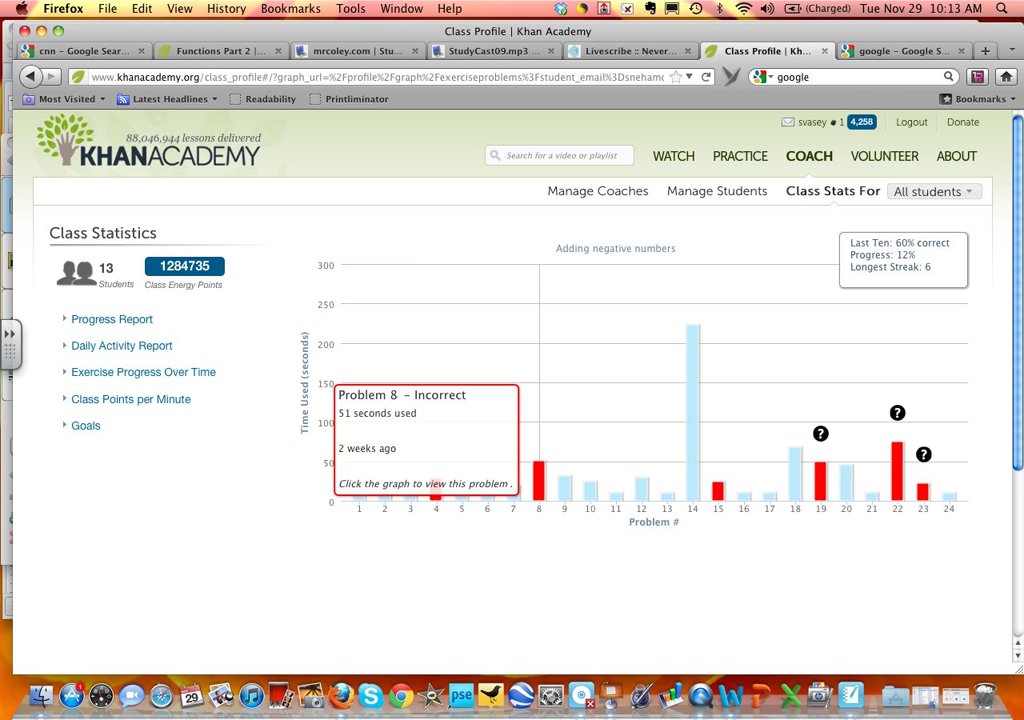 Firefox File Edit View History Bookmarks Tools Window Help (Charged) Tue Nov 29 10:13 AM
Class Profile | Khan Academy
cnn - Google Sear... Functions Part 2 |... mrcoley.com | Stu... StudyCast09.mp3 ... Livescribe :: Never... Class Profile | Kh... google - Google S...
www.khanacademy.org/class_profile#/?graph_url=%2Fprofile%2Fgraph%2Fexerciseproblems%3Fstudent_email%3Dsnehamo
google
Most Visited Latest Headlines Readability Printliminator Bookmarks
88,046,944 lessons delivered
KHANACADEMY
svasey 1 4,258 Logout Donate
Search for a video or playlist
WATCH PRACTICE COACH VOLUNTEER ABOUT
Manage Coaches Manage Students Class Stats For All students
Class Statistics
13
Students
1284735
Class Energy Points
Progress Report
Daily Activity Report
Exercise Progress Over Time
Class Points per Minute
Goals
Adding negative numbers
Last Ten: 60% correct
Progress: 12%
Longest Streak: 6
Time Used (seconds)
300
250
200
150
100
50
0
Problem 8 – Incorrect
51 seconds used
2 weeks ago
Click the graph to view this problem .
? ? ?
1 2 3 4 5 6 7 8 9 10 11 12 13 14 15 16 17 18 19 20 21 22 23 24
Problem #
29
pse